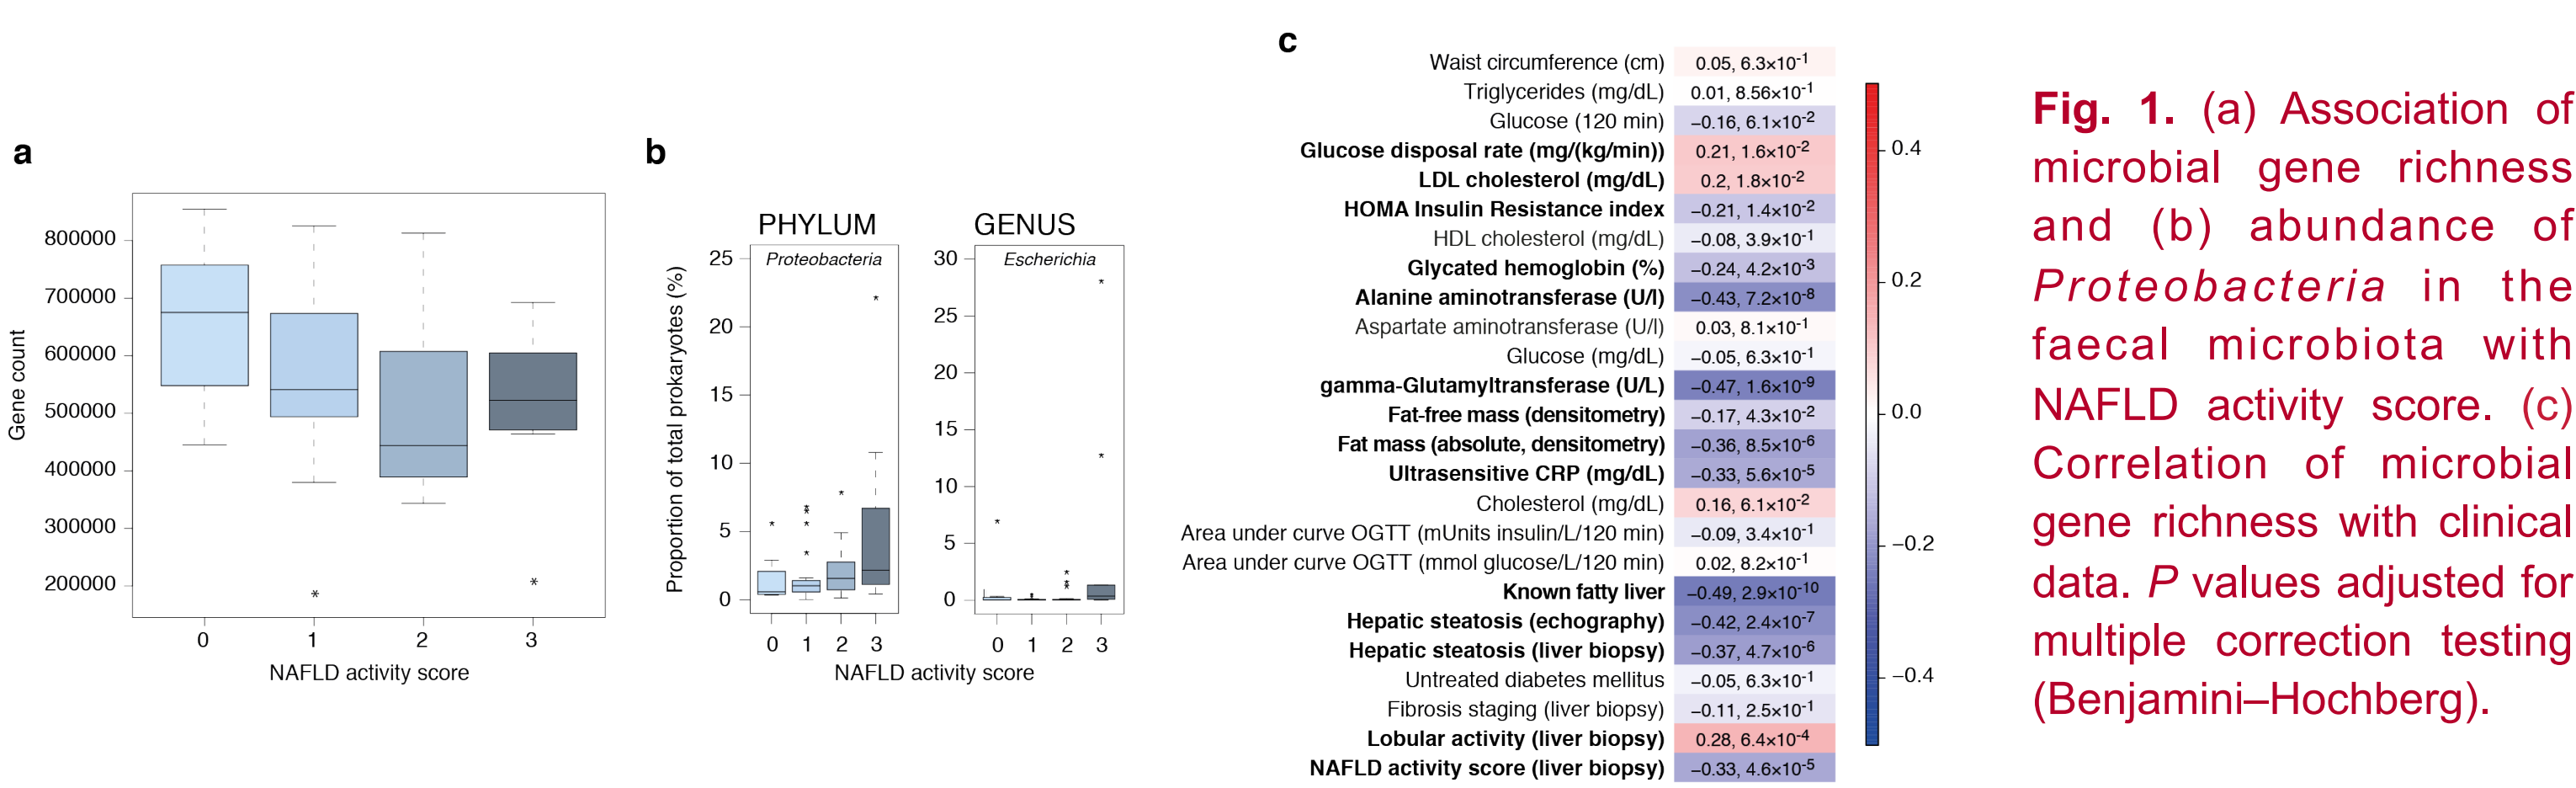 a
800000
700000
600000
500000
400000
300000
200000
Gene count
0 1 2 3
NAFLD activity score
b
PHYLUM
GENUS
Proteobacteria
Escherichia
Proportion of total prokaryotes (%)
25
20
15
10
5
0
30
25
20
15
10
5
0
0 1 2 3
0 1 2 3
NAFLD activity score
c
Waist circumference (cm) 0.05, 6.3×10-1
Triglycerides (mg/dL) 0.01, 8.56×10-1
Glucose (120 min) −0.16, 6.1×10-2
Glucose disposal rate (mg/(kg/min)) 0.21, 1.6×10-2
LDL cholesterol (mg/dL) 0.2, 1.8×10-2
HOMA Insulin Resistance index −0.21, 1.4×10-2
HDL cholesterol (mg/dL) −0.08, 3.9×10-1
Glycated hemoglobin (%) −0.24, 4.2×10-3
Alanine aminotransferase (U/l) −0.43, 7.2×10-8
Aspartate aminotransferase (U/l) 0.03, 8.1×10-1
Glucose (mg/dL) −0.05, 6.3×10-1
gamma-Glutamyltransferase (U/L) −0.47, 1.6×10-9
Fat-free mass (densitometry) −0.17, 4.3×10-2
Fat mass (absolute, densitometry) −0.36, 8.5×10-6
Ultrasensitive CRP (mg/dL) −0.33, 5.6×10-5
Cholesterol (mg/dL) 0.16, 6.1×10-2
Area under curve OGTT (mUnits insulin/L/120 min) −0.09, 3.4×10-1
Area under curve OGTT (mmol glucose/L/120 min) 0.02, 8.2×10-1
Known fatty liver −0.49, 2.9×10-10
Hepatic steatosis (echography) −0.42, 2.4×10-7
Hepatic steatosis (liver biopsy) −0.37, 4.7×10-6
Untreated diabetes mellitus −0.05, 6.3×10-1
Fibrosis staging (liver biopsy) −0.11, 2.5×10-1
Lobular activity (liver biopsy) 0.28, 6.4×10-4
NAFLD activity score (liver biopsy) −0.33, 4.6×10-5
0.4
0.2
0.0
−0.2
−0.4
Fig. 1. (a) Association of
microbial gene richness
and (b) abundance of
Proteobacteria in the
faecal microbiota with
NAFLD activity score. (c)
Correlation of microbial
gene richness with clinical
data. P values adjusted for
multiple correction testing
(Benjamini–Hochberg).